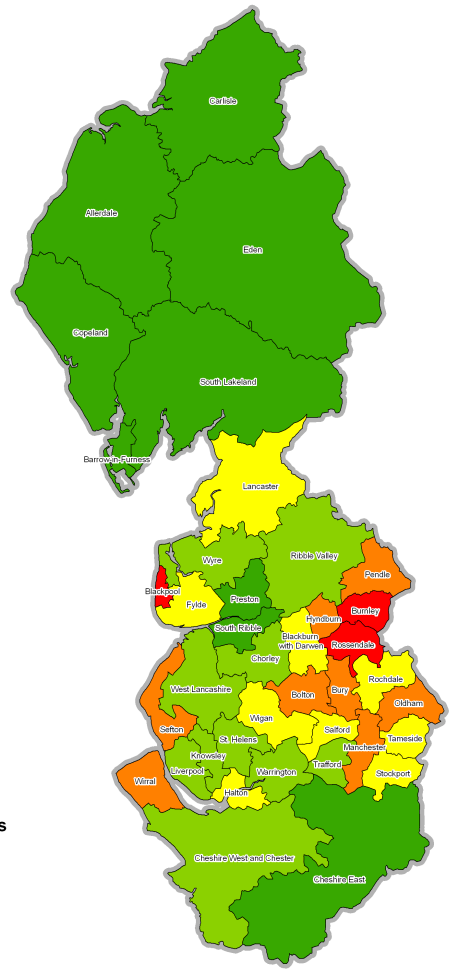 Carlisle
Allerdale
Eden
Copeland
South Lakeland
Barrow-in-Furness
Lancaster
Wyre
Ribble Valley
Pendle
Blackpool
Fylde
Preston
Burnley
Hyndburn
South Ribble
Blackburn
with Darwen
Rossendale
Chorley
Rochdale
West Lancashire
Bolton
Bury
Oldham
Wigan
Sefton
Salford
St. Helens
Tameside
Manchester
Knowsley
Trafford
Liverpool
Warrington
Stockport
Wirral
Halton
s
Cheshire West and Chester
Cheshire East